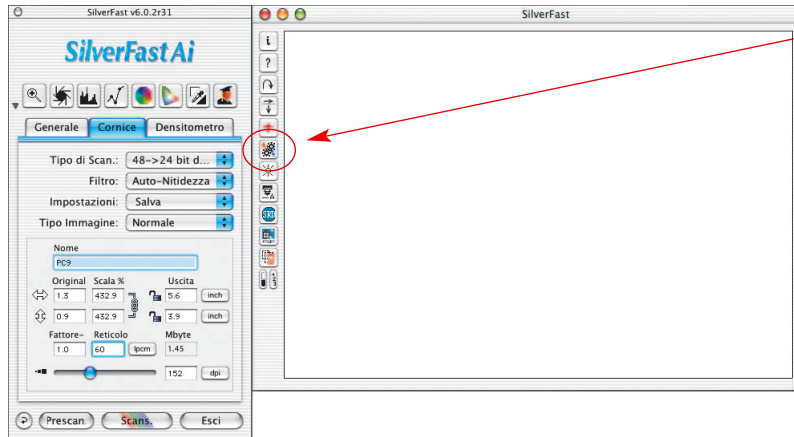 SilverFast v6.0.2r31
SilverFast
SilverFast Ai
Generale Cornice Densitometro
Tipo di Scan.: 48->24 bit d...
Filtro: Auto-Nitidezza
Impostazioni: Salva
Tipo Immagine: Normale
Nome
PC9
Original Scala % Uscita
1.3 432.9 5.6 inch
0.9 432.9 3.9 inch
Fattore- Reticolo Mbyte
1.0 60 lpcm 1.45
152 dpi
Prescan. Scans. Esci
i
?